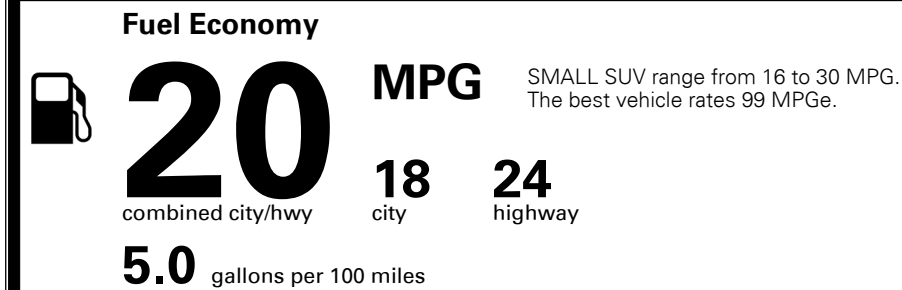 Fuel Economy
20
MPG
SMALL SUV range from 16 to 30 MPG.
The best vehicle rates 99 MPGe.
combined city/hwy
18
city
24
highway
5.0 gallons per 100 miles